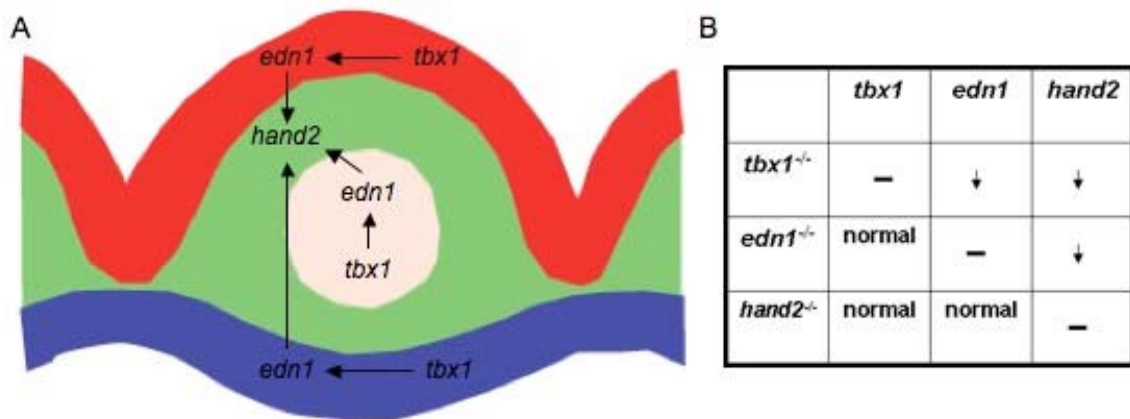 A
edn1 tbx1
hand2
edn1
tbx1
edn1 tbx1
B
tbx1 edn1 hand2
tbx1-/- – ↓ ↓
edn1-/- normal – ↓
hand2-/- normal normal –